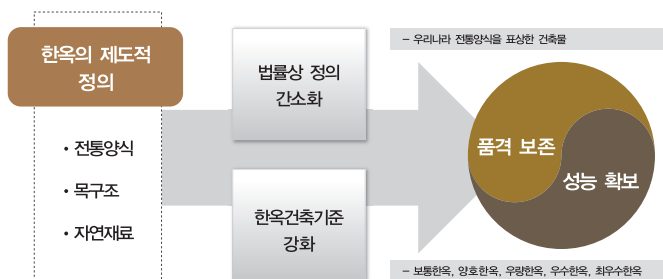 한옥의 제도적
정의
• 전통양식
• 목구조
• 자연재료
법률상 정의
간소화
한옥건축기준
강화
– 우리나라 전통양식을 표상한 건축물
품격 보존
성능 확보
– 보통한옥, 양호한옥, 우량한옥, 우수한옥, 최우수한옥